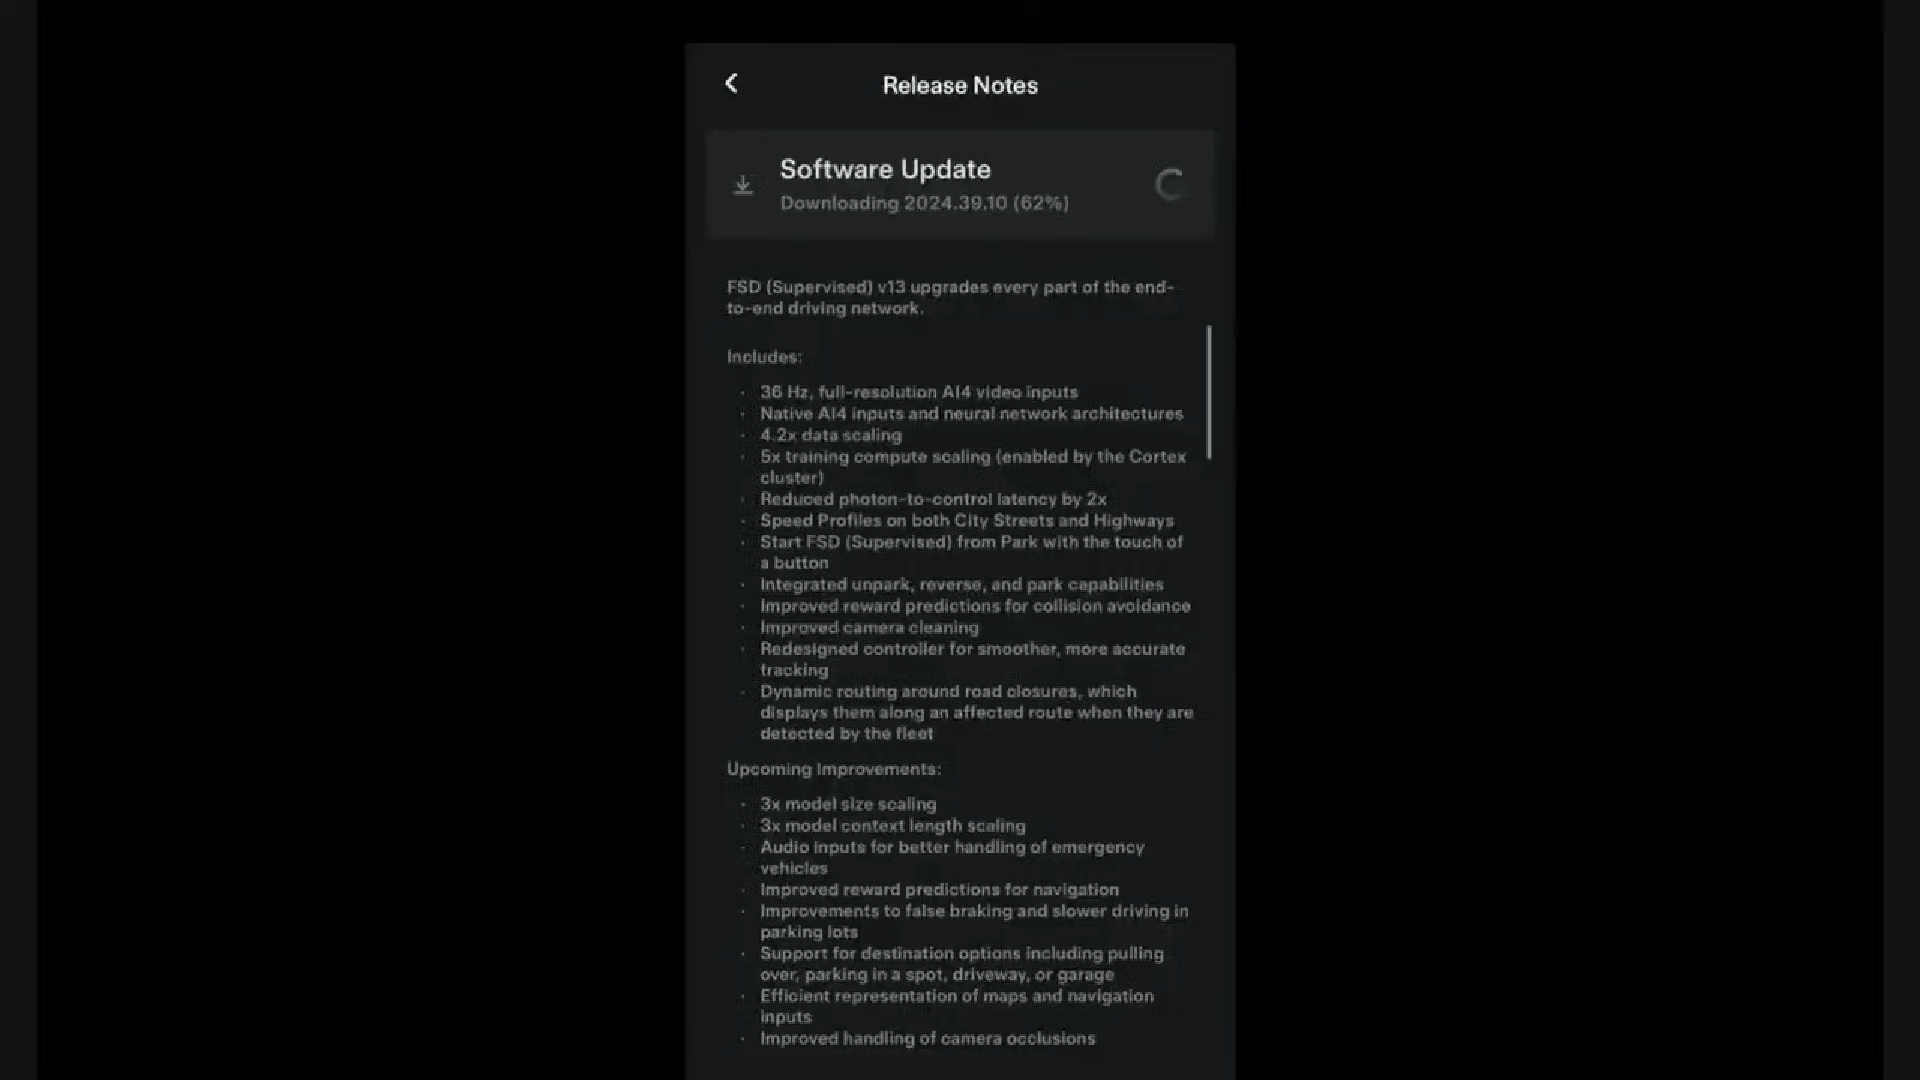 Release Notes
Software Update
Downloading 2024.39.10 (62%)
FSD (Supervised) v13 upgrades every part of the end-
to-end driving network.
Includes:
· 36 Hz, full-resolution AI4 video inputs
· Native AI4 inputs and neural network architectures
· 4.2x data scaling
· 5x training compute scaling (enabled by the Cortex
cluster)
· Reduced photon-to-control latency by 2x
· Speed Profiles on both City Streets and Highways
· Start FSD (Supervised) from Park with the touch of
a button
· Integrated unpark, reverse, and park capabilities
· Improved reward predictions for collision avoidance
· Improved camera cleaning
· Redesigned controller for smoother, more accurate
tracking
· Dynamic routing around road closures, which
displays them along an affected route when they are
detected by the fleet
Upcoming Improvements:
· 3x model size scaling
· 3x model context length scaling
· Audio inputs for better handling of emergency
vehicles
· Improved reward predictions for navigation
· Improvements to false braking and slower driving in
parking lots
· Support for destination options including pulling
over, parking in a spot, driveway, or garage
· Efficient representation of maps and navigation
inputs
· Improved handling of camera occlusions